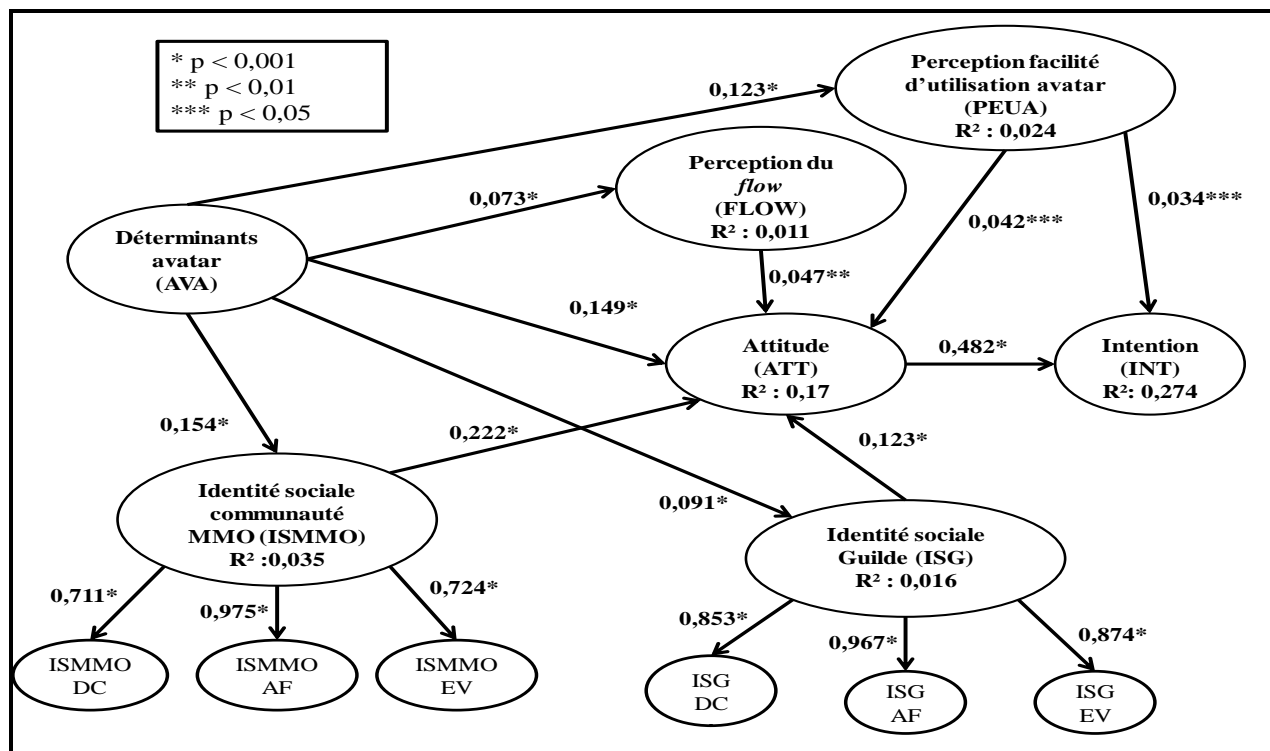 * p < 0,001
** p < 0,01
*** p < 0,05
Perception facilité
d’utilisation avatar
(PEUA)
R² : 0,024
0,123*
Perception du
flow
(FLOW)
R² : 0,011
0,073*
0,034***
0,042***
Déterminants
avatar
(AVA)
0,047**
0,149*
Attitude
(ATT)
R² : 0,17
0,482*
Intention
(INT)
R²: 0,274
0,154*
0,222*
0,123*
Identité sociale
communauté
MMO (ISMMO)
R² :0,035
0,091*
Identité sociale
Guilde (ISG)
R² : 0,016
0,711*
0,975*
0,724*
0,853*
0,967*
0,874*
ISMMO
DC
ISMMO
AF
ISMMO
EV
ISG
DC
ISG
AF
ISG
EV